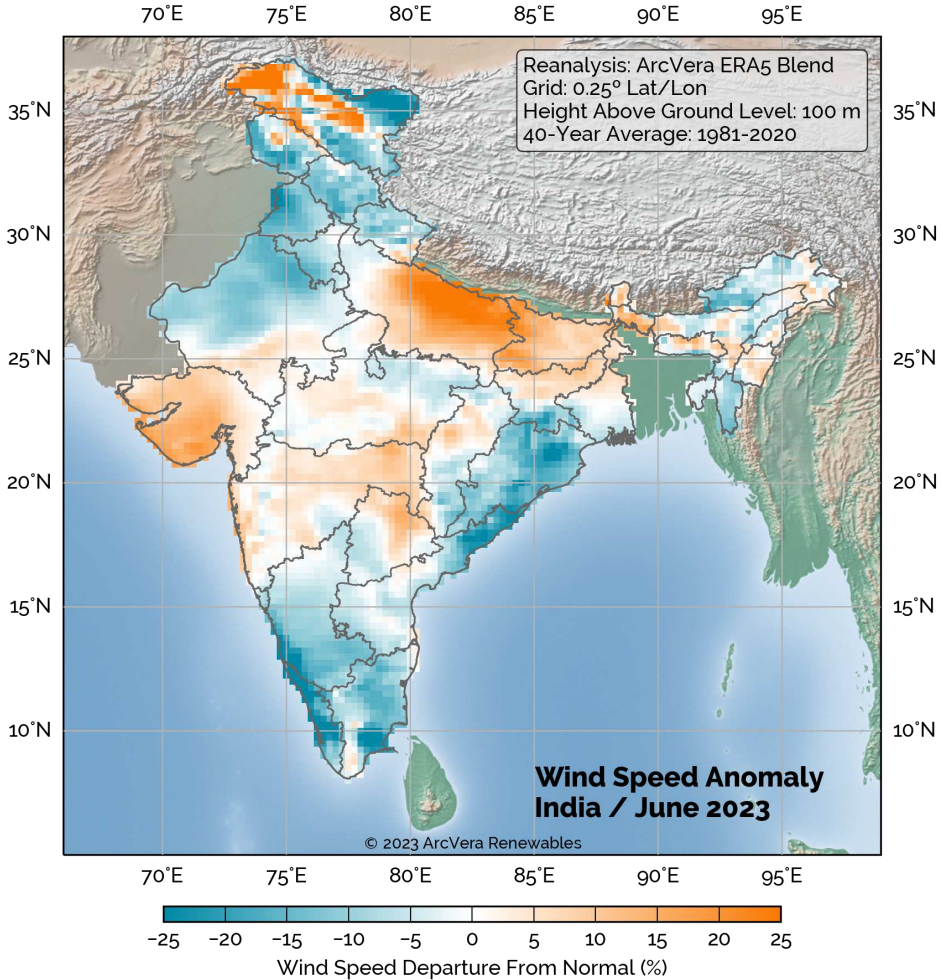 70°E 75°E 80°E 85°E 90°E 95°E
Reanalysis: ArcVera ERA5 Blend
Grid: 0.25º Lat/Lon
Height Above Ground Level: 100 m
40-Year Average: 1981-2020
35°N 35°N
30°N 30°N
25°N 25°N
20°N 20°N
15°N 15°N
10°N 10°N
Wind Speed Anomaly
India / June 2023
© 2023 ArcVera Renewables
70°E 75°E 80°E 85°E 90°E 95°E
−25 −20 −15 −10 −5 0 5 10 15 20 25
Wind Speed Departure From Normal (%)